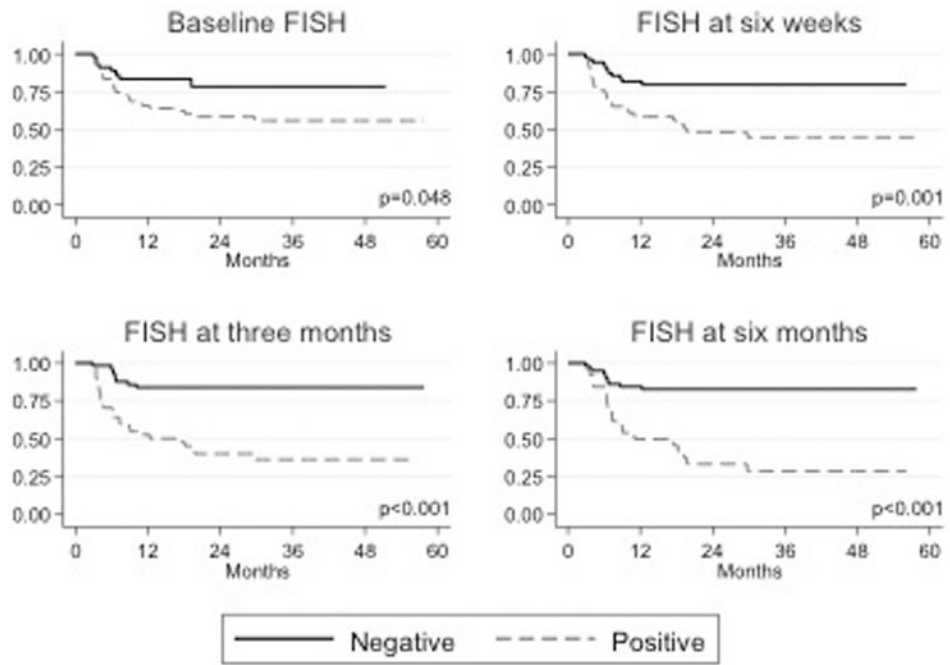 Baseline FISH
1.00
0.75
0.50
0.25
0.00
p=0.048
0 12 24 36 48 60
Months
FISH at six weeks
1.00
0.75
0.50
0.25
0.00
p=0.001
0 12 24 36 48 60
Months
FISH at three months
1.00
0.75
0.50
0.25
0.00
p<0.001
0 12 24 36 48 60
Months
FISH at six months
1.00
0.75
0.50
0.25
0.00
p<0.001
0 12 24 36 48 60
Months
Negative Positive